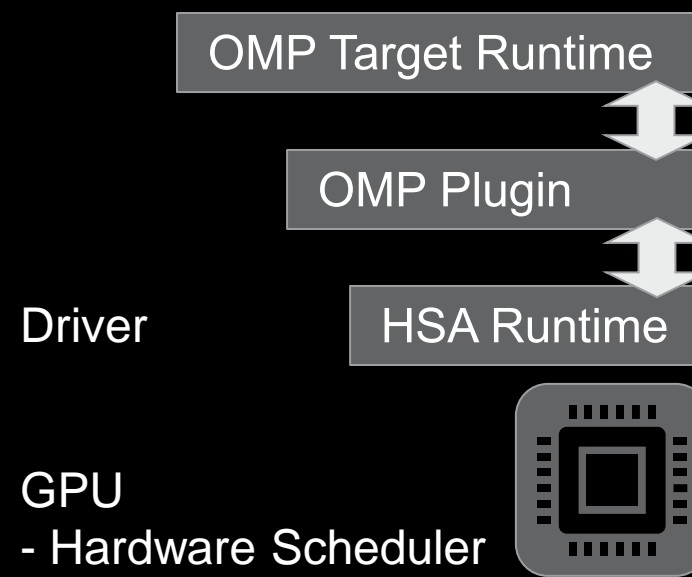 OMP Target Runtime
OMP Plugin
Driver
HSA Runtime
GPU
- Hardware Scheduler